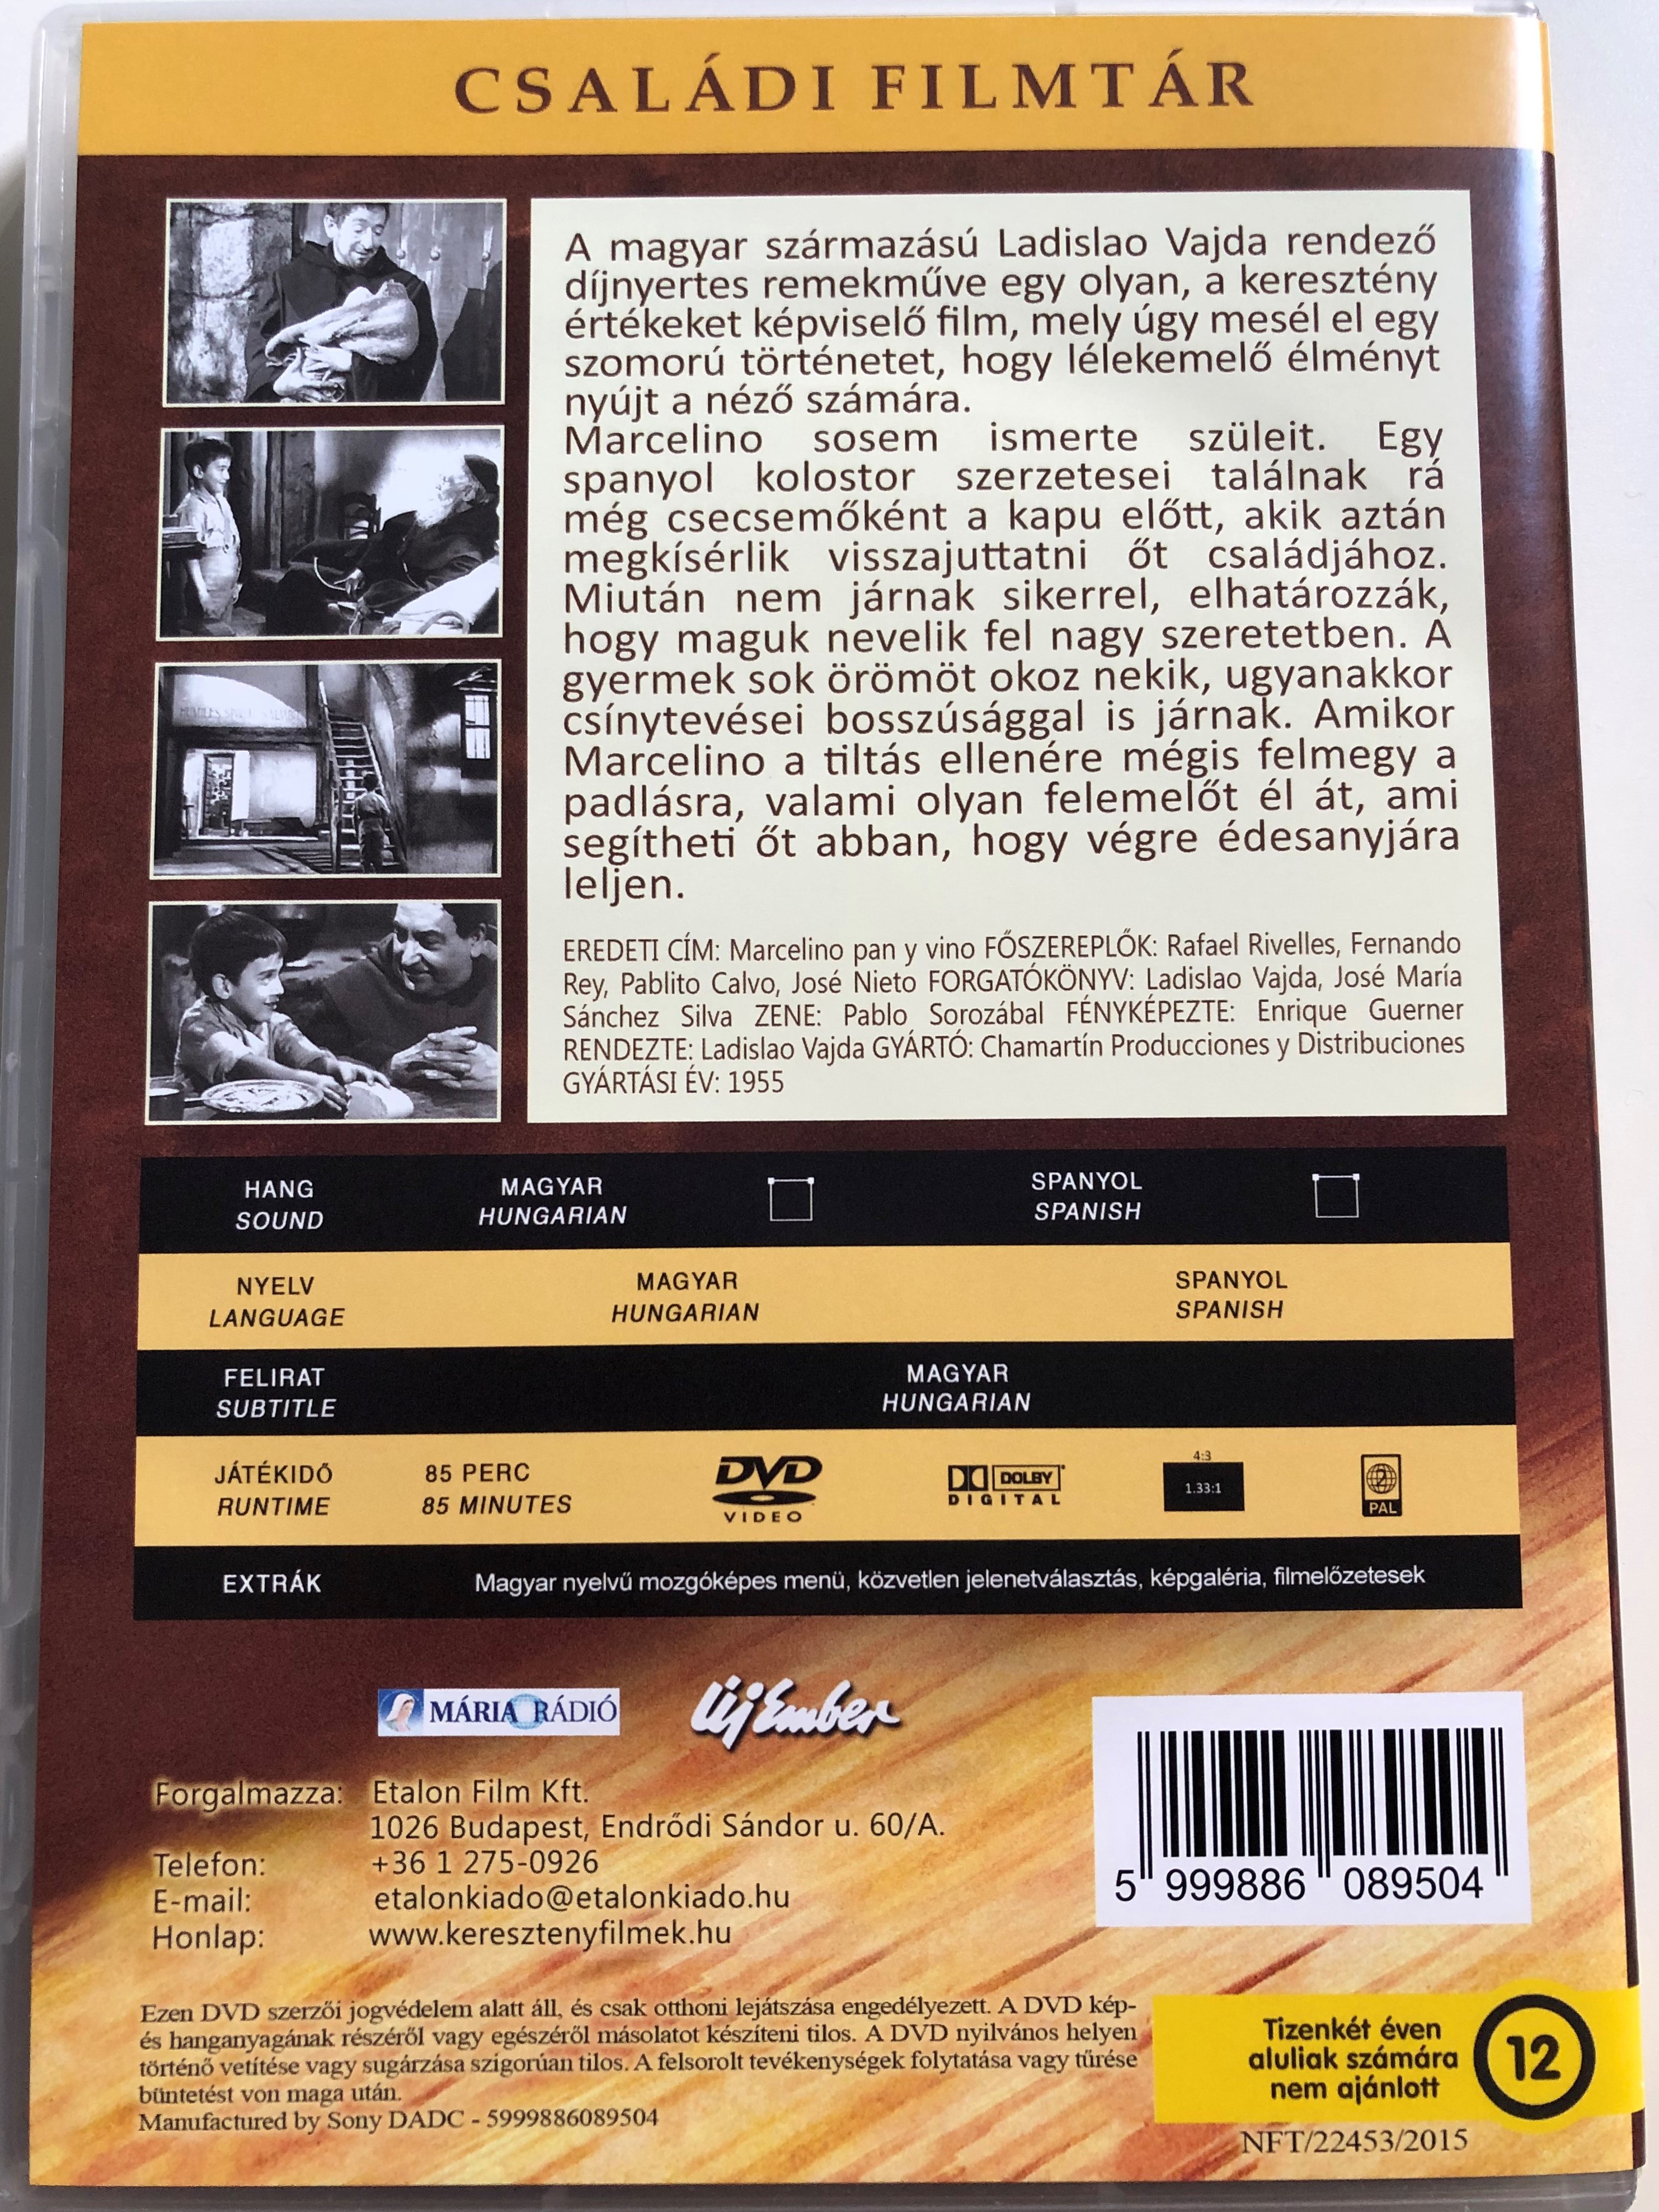 CSALÁDI FILMTÁR
A magyar származású Ladislao Vajda rendező
díjnyertes remekműve egy olyan, a keresztény
értékeket képviselő film, mely úgy mesél el egy
szomorú történetet, hogy lélekemelő élményt
nyújt a néző számára.
Marcelino sosem ismerte szüleit. Egy
spanyol kolostor szerzetesei találnak rá
még csecsemőként a kapu előtt, akik aztán
megkísérlik visszajuttatni őt családjához.
Miután nem járnak sikerrel, elhatározzák,
hogy maguk nevelik fel nagy szeretetben. A
gyermek sok örömöt okoz nekik, ugyanakkor
csínytevései bosszúsággal is járnak. Amikor
Marcelino a tiltás ellenére mégis felmegy a
padlásra, valami olyan felemelőt él át, ami
segítheti őt abban, hogy végre édesanyjára
leljen.
EREDETI CÍM: Marcelino pan y vino FŐSZEREPLŐK: Rafael Rivelles, Fernando
Rey, Pablito Calvo, José Nieto FORGATÓKÖNYV: Ladislao Vajda, José María
Sánchez Silva ZENE: Pablo Sorozábal FÉNYKÉPEZTE: Enrique Guerner
RENDEZTE: Ladislao Vajda GYÁRTÓ: Chamartín Producciones y Distribuciones
GYÁRTÁSI ÉV: 1955
HANG MAGYAR SPANYOL
SOUND HUNGARIAN SPANISH
NYELV MAGYAR SPANYOL
LANGUAGE HUNGARIAN SPANISH
FELIRAT MAGYAR
SUBTITLE HUNGARIAN
JÁTÉKIDŐ 85 PERC
RUNTIME 85 MINUTES
DVD
VIDEO
DOLBY
DIGITAL
4:3
1.33:1
2
PAL
EXTRÁK Magyar nyelvű mozgóképes menü, közvetlen jelenetválasztás, képgaléria, filmelőzetesek
MÁRIA RÁDIÓ
Új Ember
Forgalmazza: Etalon Film Kft.
1026 Budapest, Endrődi Sándor u. 60/A.
Telefon: +36 1 275-0926
E-mail: etalonkiado@etalonkiado.hu
Honlap: www.keresztenyfilmek.hu
5 999886 089504
Ezen DVD szerzői jogvédelem alatt áll, és csak otthoni lejátszása engedélyezett. A DVD kép-
és hanganyagának részéről vagy egészéről másolatot készíteni tilos. A DVD nyilvános helyen
történő vetítése vagy sugárzása szigorúan tilos. A felsorolt tevékenységek folytatása vagy tűrése
büntetést von maga után.
Manufactured by Sony DADC - 5999886089504
Tizenkét éven
aluliak számára
nem ajánlott
12
NFT/22453/2015